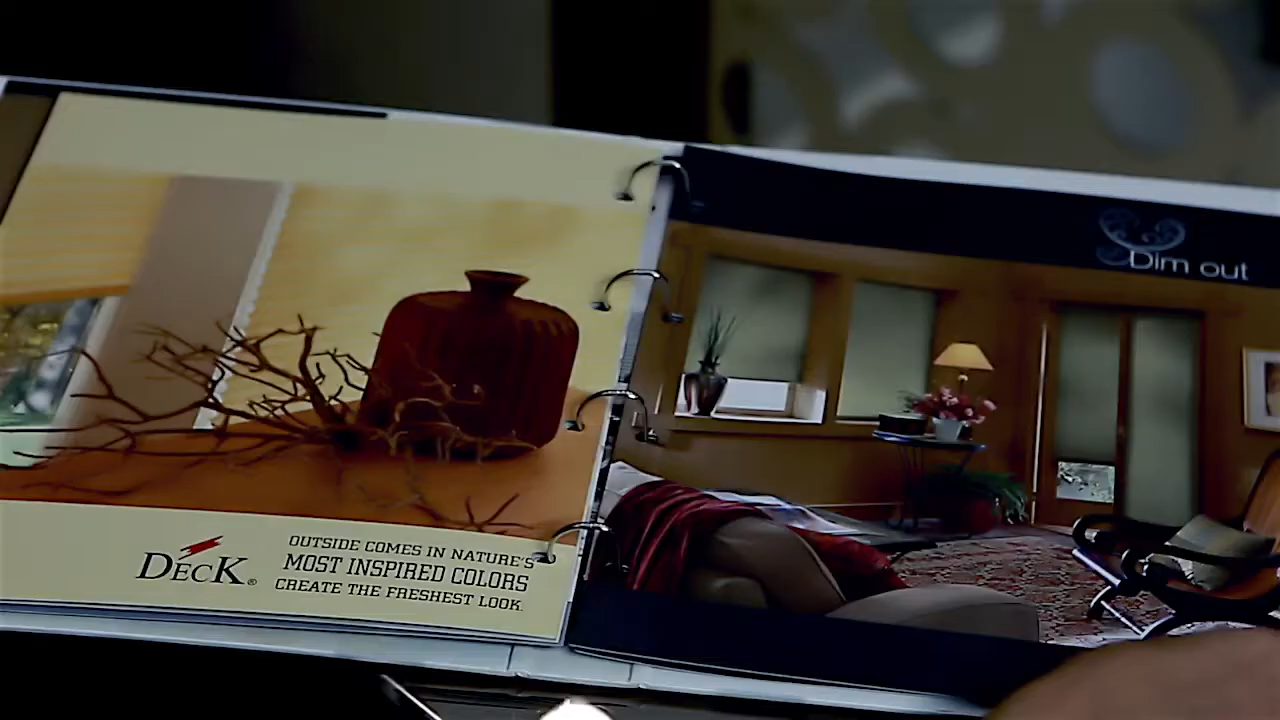 DECK®
OUTSIDE COMES IN NATURE'S
MOST INSPIRED COLORS
CREATE THE FRESHEST LOOK.
Dim out